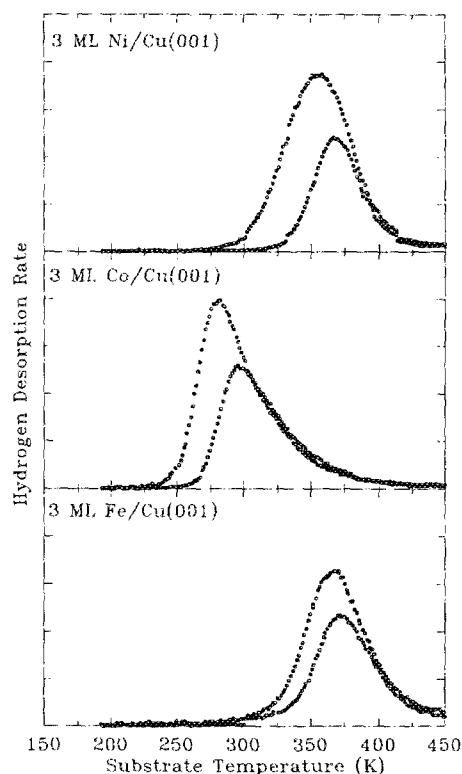 3 ML Ni/Cu(001)
3 ML Co/Cu(001)
3 ML Fe/Cu(001)
Hydrogen Desorption Rate
150 200 250 300 350 400 450
Substrate Temperature (K)